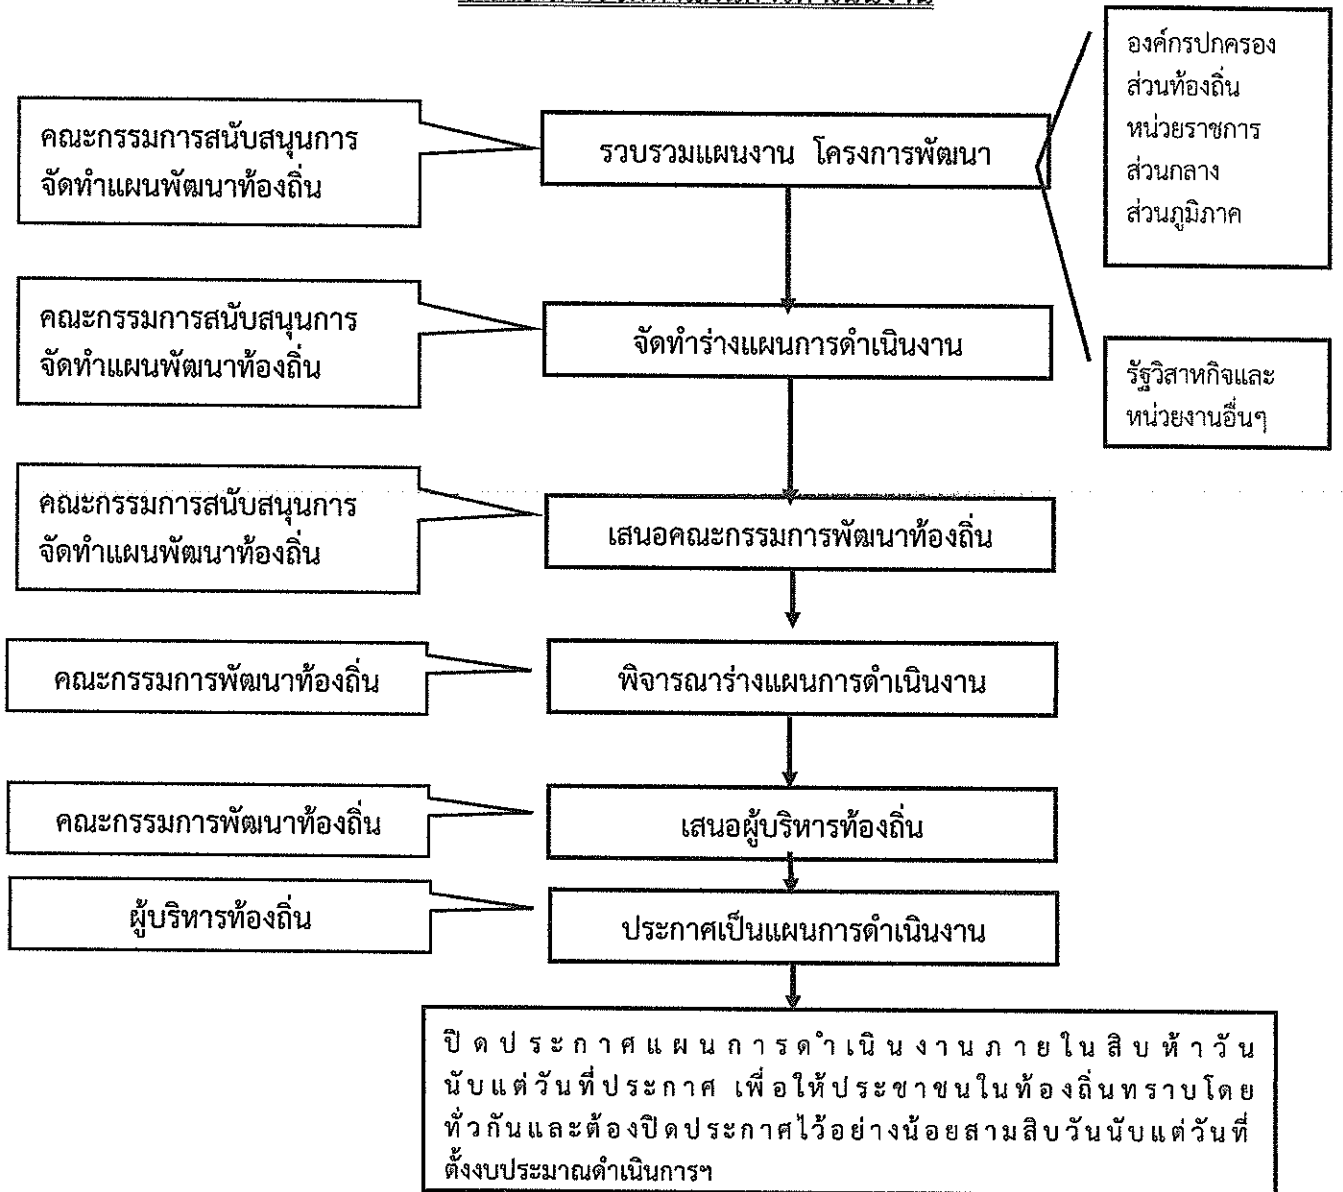 องค์กรปกครอง
ส่วนท้องถิ่น
หน่วยราชการ
ส่วนกลาง
ส่วนภูมิภาค
คณะกรรมการสนับสนุนการ
จัดทำแผนพัฒนาท้องถิ่น
รวบรวมแผนงาน โครงการพัฒนา
คณะกรรมการสนับสนุนการ
จัดทำแผนพัฒนาท้องถิ่น
จัดทำร่างแผนการดำเนินงาน
รัฐวิสาหกิจและ
หน่วยงานอื่นๆ
คณะกรรมการสนับสนุนการ
จัดทำแผนพัฒนาท้องถิ่น
เสนอคณะกรรมการพัฒนาท้องถิ่น
คณะกรรมการพัฒนาท้องถิ่น
พิจารณาร่างแผนการดำเนินงาน
คณะกรรมการพัฒนาท้องถิ่น
เสนอผู้บริหารท้องถิ่น
ผู้บริหารท้องถิ่น
ประกาศเป็นแผนการดำเนินงาน
ปิดประกาศแผนการดำเนินงานภายในสิบห้าวัน
นับแต่วันที่ประกาศ เพื่อให้ประชาชนในท้องถิ่นทราบโดย
ทั่วกันและต้องปิดประกาศไว้อย่างน้อยสามสิบวันนับแต่วันที่
ตั้งงบประมาณดำเนินการฯ